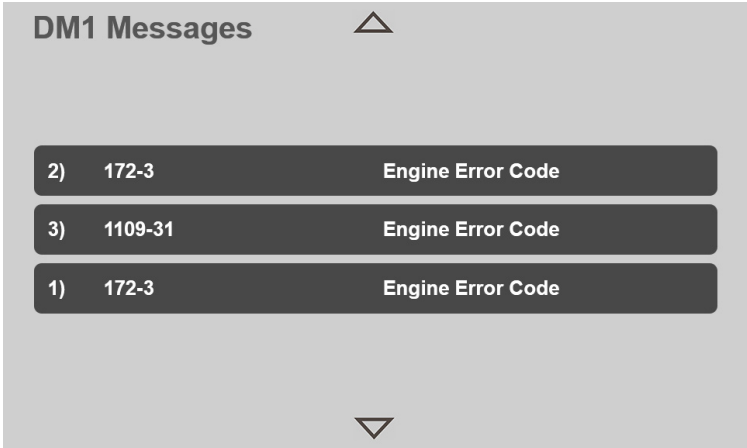 DM1 Messages
2) 172-3 Engine Error Code
3) 1109-31 Engine Error Code
1) 172-3 Engine Error Code